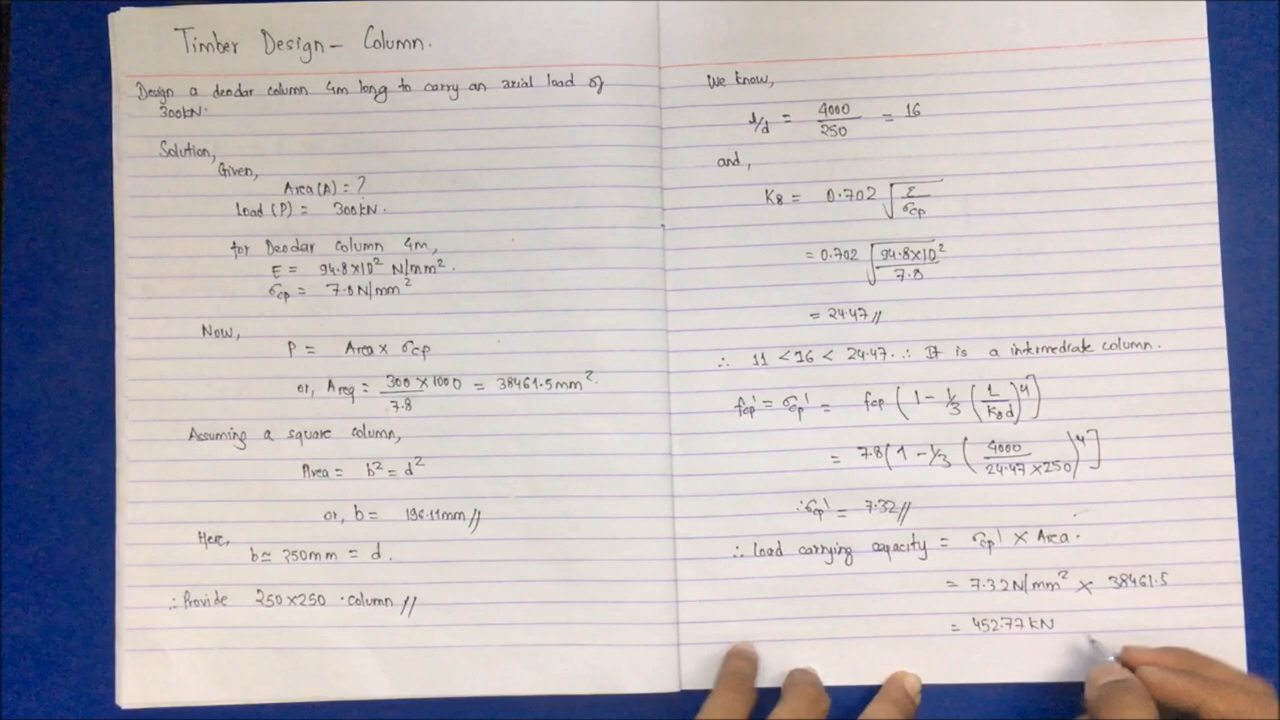 Timber Design – Column.
Design a deodar column 4m long to carry an axial load of
300kN.
Solution,
Given,
Area (A) = ?
Load (P) = 300kN.
for Deodar column 4m,
E = 94.8×10² N/mm².
σcp = 7.8N/mm²
Now,
P = Area × σcp
or, Areq = 300 × 1000 / 7.8 = 38461.5mm².
Assuming a square column,
Area = b² = d²
or, b = 196.11mm//
Here,
b ≃ 250mm = d.
∴ Provide 250×250 column//
We know,
l/d = 4000 / 250 = 16
and,
K8 = 0.702 √(E / σcp)
= 0.702 √(94.8×10² / 7.8)
= 24.47//
∴ 11 < 16 < 24.47. ∴ It is a intermediate column.
fcp' = σcp' = fcp (1 – 1/3 (l / K8d)⁴]
= 7.8(1 – 1/3 (4000 / 24.47×250)⁴]
∴ σcp' = 7.32//
∴ load carrying capacity = σcp' × Area.
= 7.32N/mm² × 38461.5
= 452.77kN